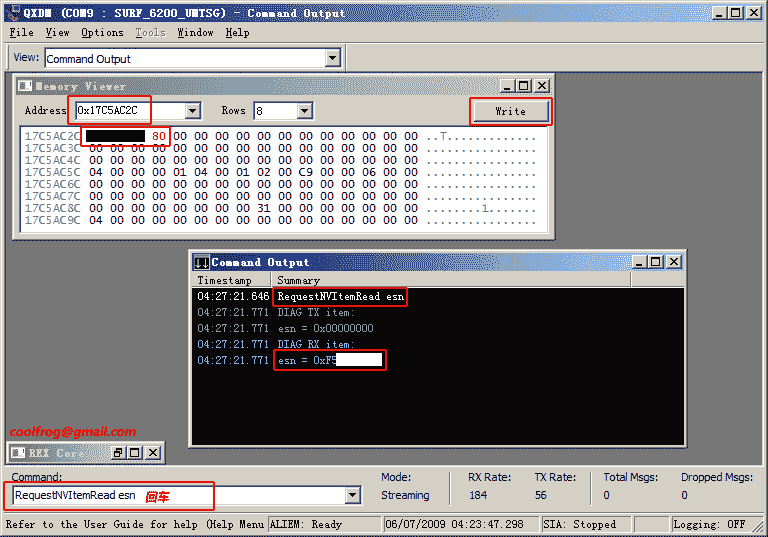 QXDM (COM9 : SURF_6200_UMTSG) - Command Output
File View Options Tools Window Help
View: Command Output
Memory Viewer
Address 0x17C5AC2C Rows 8 Write
17C5AC2C 80 00 00 00 00 00 00 00 00 00 00 00 00 ..T.............
17C5AC3C 00 00 00 00 00 00 00 00 00 00 00 00 00 00 00 00 ................
17C5AC4C 00 00 00 00 00 00 00 00 00 00 00 00 00 00 00 00 ................
17C5AC5C 04 00 00 00 01 04 00 01 02 00 C9 00 00 06 00 00 ................
17C5AC6C 00 00 00 00 00 00 00 00 00 00 00 00 00 00 00 00 ................
17C5AC7C 00 00 00 00 00 00 00 00 00 00 00 00 00 00 00 00 ................
17C5AC8C 00 00 00 00 00 00 00 00 31 00 00 00 00 00 00 00 ........1.......
17C5AC9C 04 00 00 00 00 00 00 00 00 00 00 00 00 00 00 00 ................
Command Output
Timestamp Summary
04:27:21.646 RequestNVItemRead esn
04:27:21.771 DIAG TX item:
04:27:21.771 esn = 0x00000000
04:27:21.771 DIAG RX item:
04:27:21.771 esn = 0xF5
coolfrog@gmail.com
REX Core
Command: Mode: RX Rate: TX Rate: Total Msgs: Dropped Msgs:
RequestNVItemRead esn 回车 Streaming 184 56 0 0
Refer to the User Guide for help (Help Menu ALIEM: Ready 06/07/2009 04:23:47.298 SIA: Stopped Logging: OFF